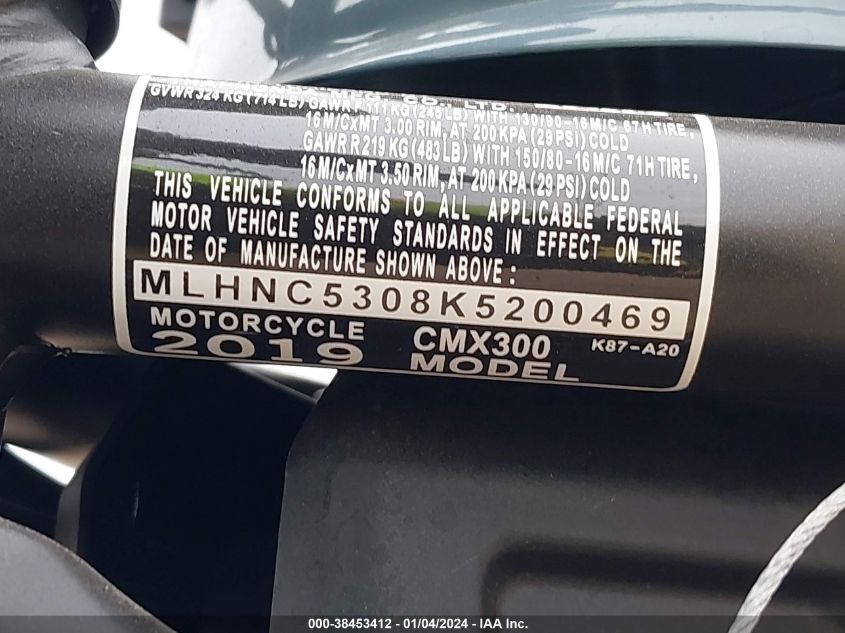 MFG. CO., LTD.
GVWR 324 KG (714 LB) GAWR F 111 KG (245 LB) WITH 130/90-16 M/C 67H TIRE,
16 M/CxMT 3.00 RIM, AT 200 KPA (29 PSI) COLD
GAWR R 219 KG (483 LB) WITH 150/80-16 M/C 71H TIRE,
16 M/CxMT 3.50 RIM, AT 200 KPA (29 PSI) COLD
THIS VEHICLE CONFORMS TO ALL APPLICABLE FEDERAL
MOTOR VEHICLE SAFETY STANDARDS IN EFFECT ON THE
DATE OF MANUFACTURE SHOWN ABOVE:
MLHNC5308K5200469
MOTORCYCLE CMX300 K87-A20
2019 MODEL
000-38453412 - 01/04/2024 - IAA Inc.